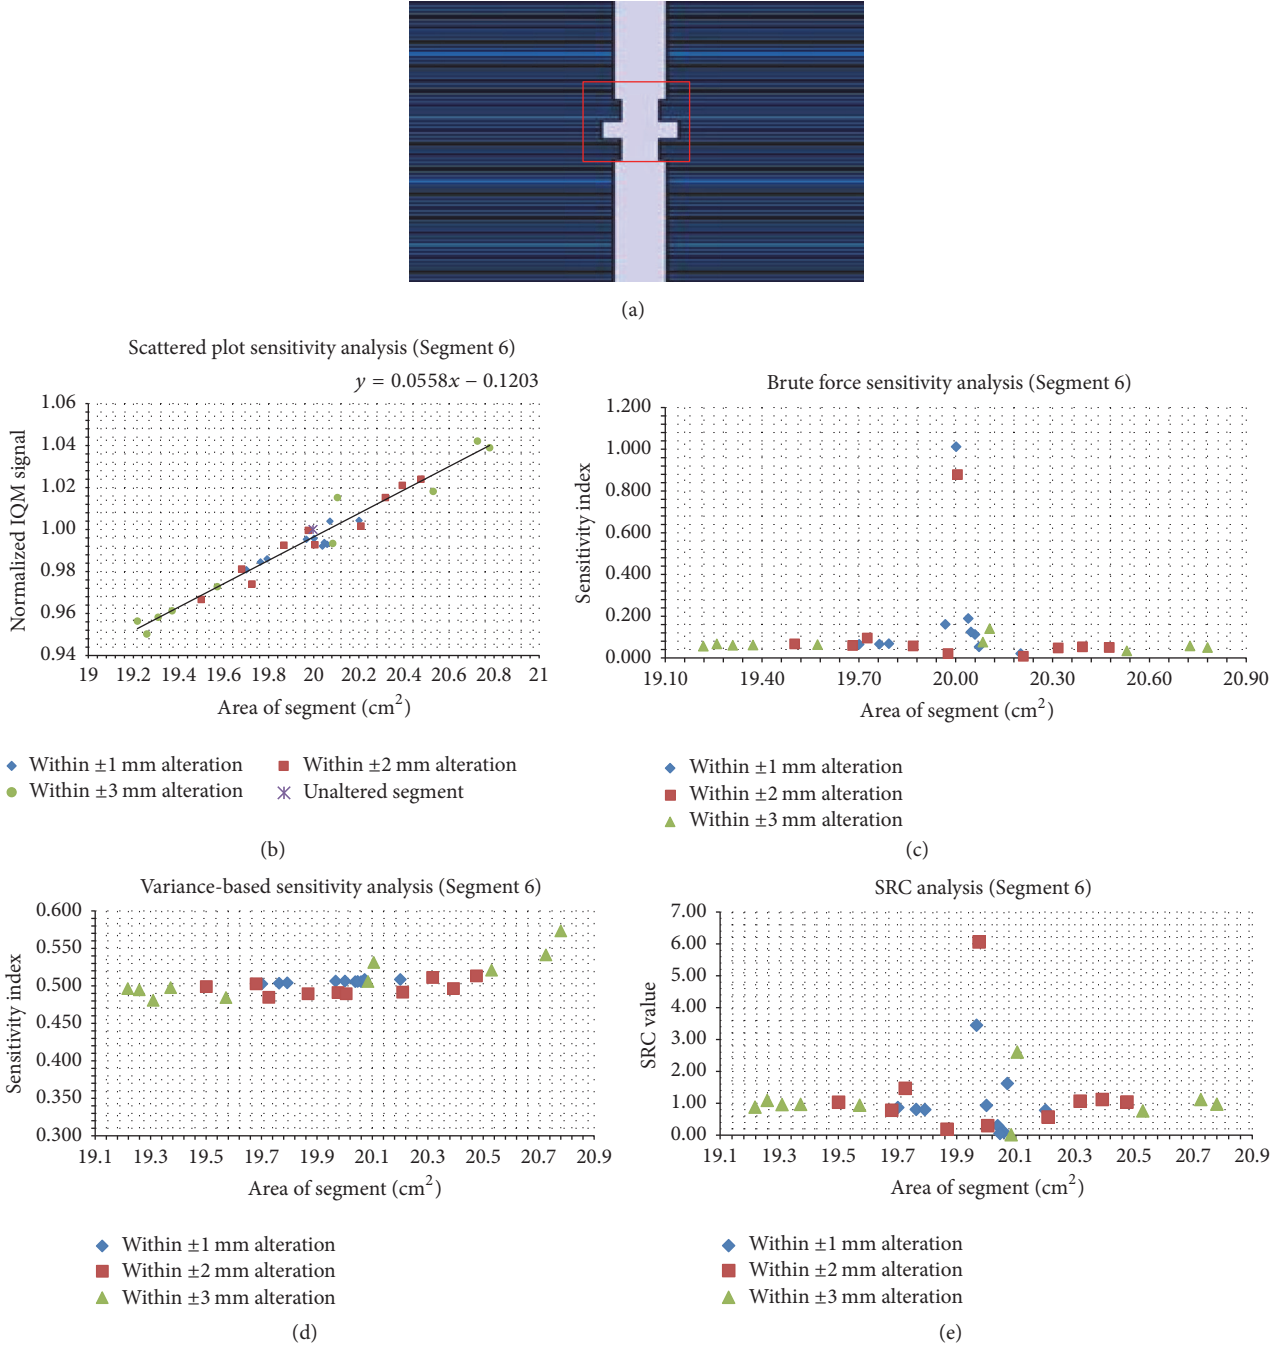 (a)
Scattered plot sensitivity analysis (Segment 6)
y = 0.0558x − 0.1203
Normalized IQM signal
1.06
1.04
1.02
1.00
0.98
0.96
0.94
19 19.2 19.4 19.6 19.8 20 20.2 20.4 20.6 20.8 21
Area of segment (cm²)
Within ±1 mm alteration
Within ±2 mm alteration
Within ±3 mm alteration
Unaltered segment
(b)
Brute force sensitivity analysis (Segment 6)
Sensitivity index
1.200
1.000
0.800
0.600
0.400
0.200
0.000
19.10 19.40 19.70 20.00 20.30 20.60 20.90
Area of segment (cm²)
Within ±1 mm alteration
Within ±2 mm alteration
Within ±3 mm alteration
(c)
Variance-based sensitivity analysis (Segment 6)
Sensitivity index
0.600
0.550
0.500
0.450
0.400
0.350
0.300
19.1 19.3 19.5 19.7 19.9 20.1 20.3 20.5 20.7 20.9
Area of segment (cm²)
Within ±1 mm alteration
Within ±2 mm alteration
Within ±3 mm alteration
(d)
SRC analysis (Segment 6)
SRC value
7.00
6.00
5.00
4.00
3.00
2.00
1.00
0.00
19.1 19.3 19.5 19.7 19.9 20.1 20.3 20.5 20.7 20.9
Area of segment (cm²)
Within ±1 mm alteration
Within ±2 mm alteration
Within ±3 mm alteration
(e)